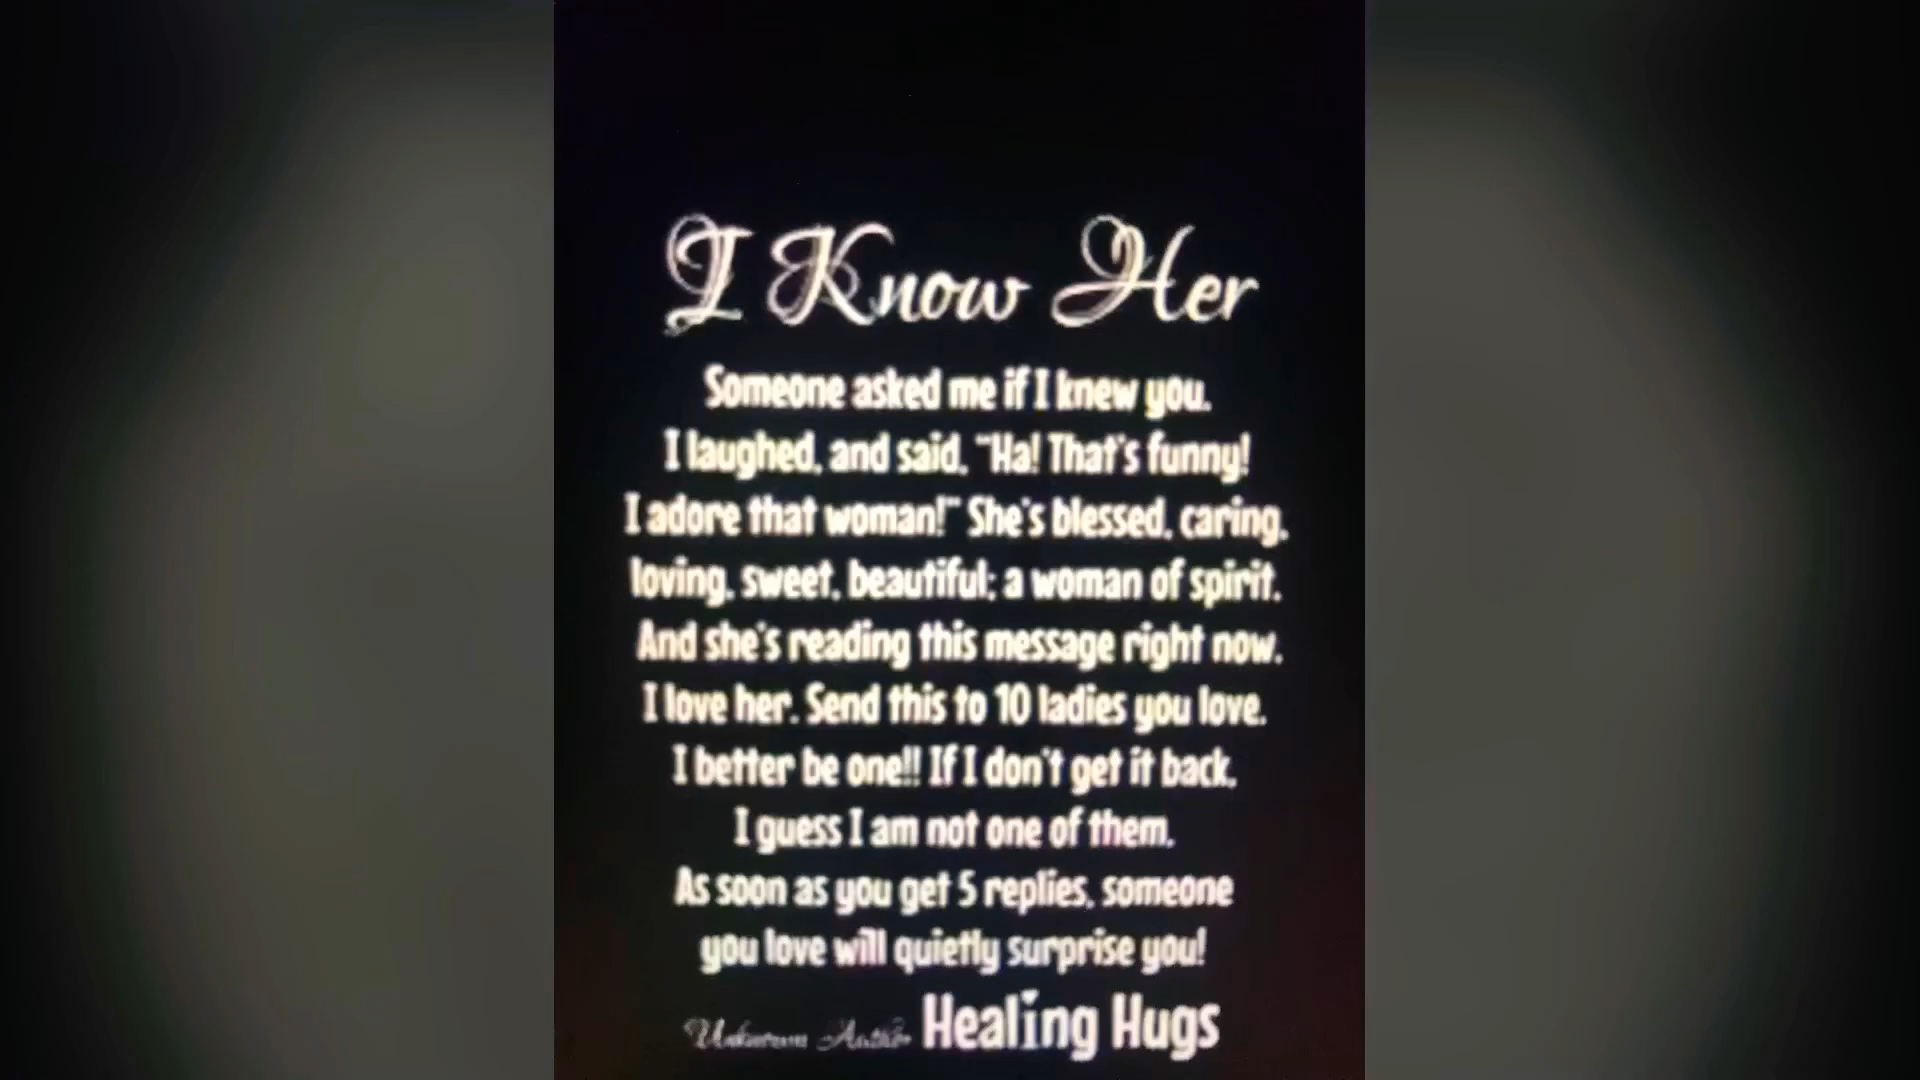 I Know Her
Someone asked me if I knew you.
I laughed, and said, "Ha! That's funny!
I adore that woman!" She's blessed, caring,
loving, sweet, beautiful; a woman of spirit.
And she's reading this message right now.
I love her. Send this to 10 ladies you love.
I better be one!! If I don't get it back,
I guess I am not one of them.
As soon as you get 5 replies, someone
you love will quietly surprise you!
Unknown Author Healing Hugs